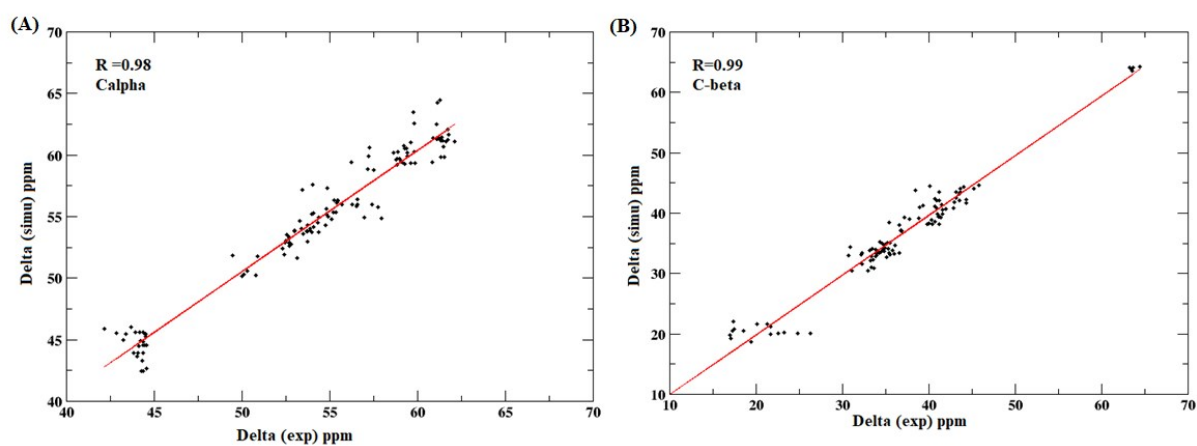 (A)
R =0.98
Calpha
70
65
60
55
50
45
40
Delta (simu) ppm
40 45 50 55 60 65 70
Delta (exp) ppm
(B)
R=0.99
C-beta
70
60
50
40
30
20
10
Delta (simu) ppm
10 20 30 40 50 60 70
Delta (exp) ppm